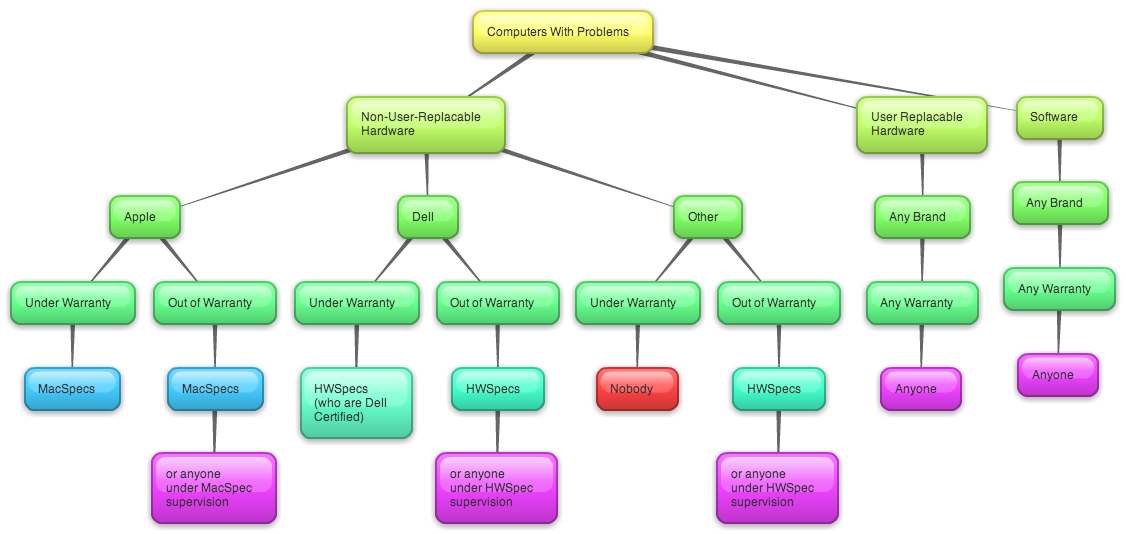 Computers With Problems
Non-User-Replacable
Hardware
User Replacable
Hardware
Software
Apple
Dell
Other
Any Brand
Any Brand
Under Warranty
Out of Warranty
Under Warranty
Out of Warranty
Under Warranty
Out of Warranty
Any Warranty
Any Warranty
MacSpecs
MacSpecs
HWSpecs
(who are Dell
Certified)
HWSpecs
Nobody
HWSpecs
Anyone
Anyone
or anyone
under MacSpec
supervision
or anyone
under HWSpec
supervision
or anyone
under HWSpec
supervision